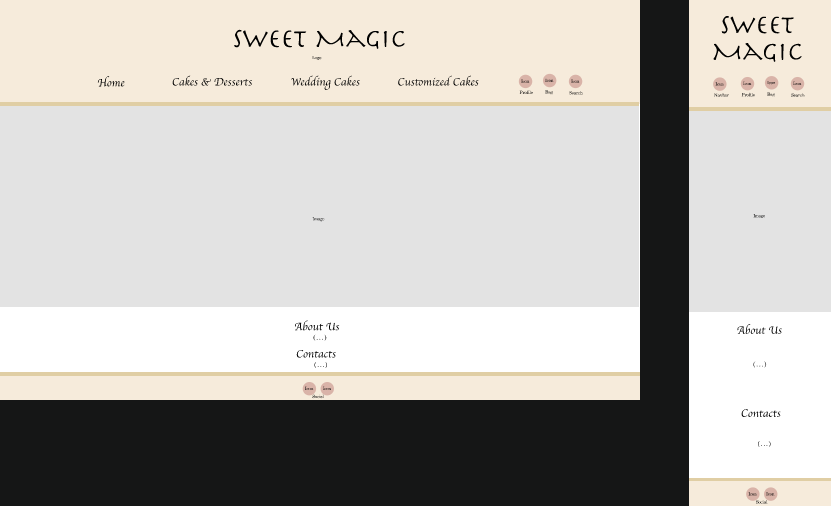 SWEET MAGIC
Logo
Home Cakes & Desserts Wedding Cakes Customized Cakes
Icon Icon Icon
Profile Bag Search
Image
About Us
(...)
Contacts
(...)
Icon Icon
Social
SWEET
MAGIC
Icon Icon Icon Icon
Navbar Profile Bag Search
Image
About Us
(...)
Contacts
(...)
Icon Icon
Social